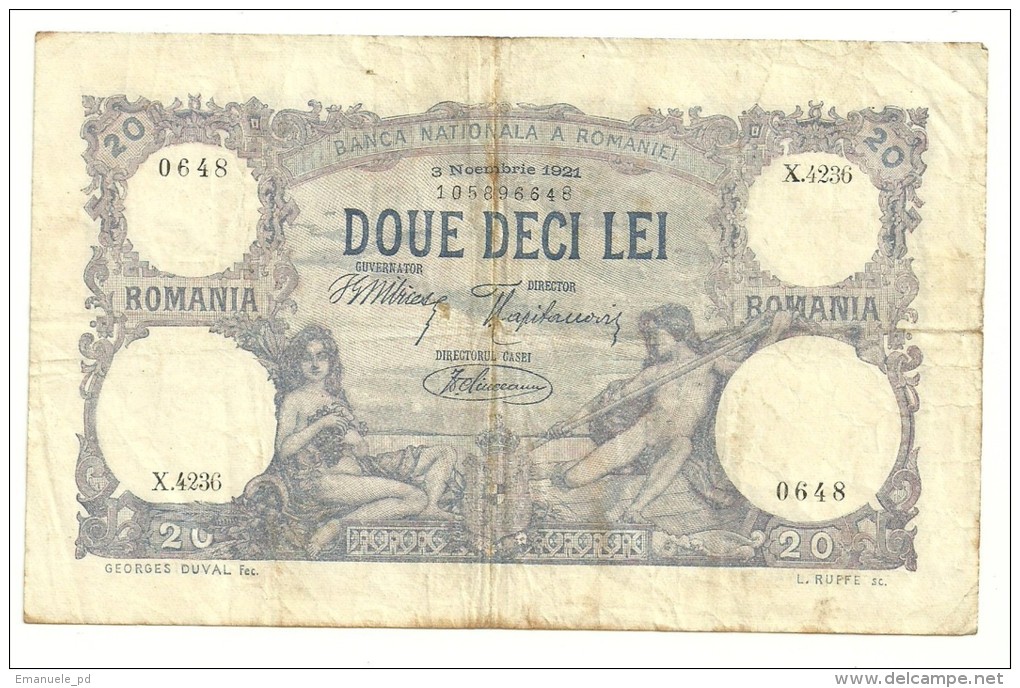 20
20
BANCA NATIONALA A ROMANIEI
0648
3 Noembrie 1921
X.4236
105896648
DOUE DECI LEI
GUVERNATOR
DIRECTOR
ROMANIA
ROMANIA
DIRECTORUL CASEI
X.4236
0648
20
20
GEORGES DUVAL Fec.
L. RUFFE sc.
Emanuele_pd
delcampe.net